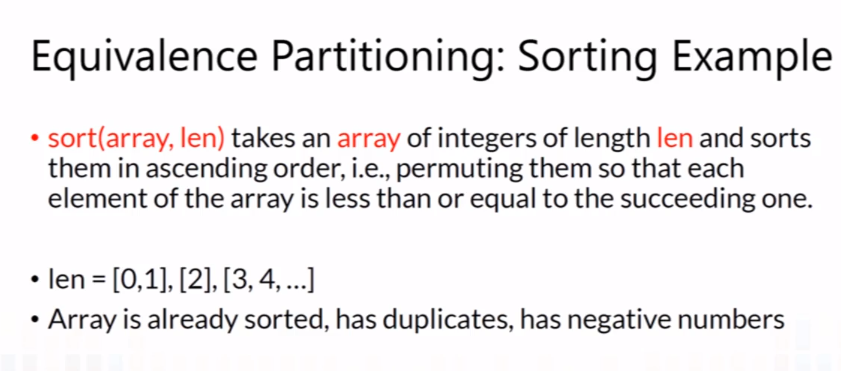 Equivalence Partitioning: Sorting Example
• sort(array, len) takes an array of integers of length len and sorts
them in ascending order, i.e., permuting them so that each
element of the array is less than or equal to the succeeding one.
• len = [0,1], [2], [3, 4, ...]
• Array is already sorted, has duplicates, has negative numbers